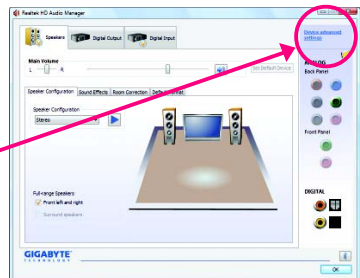 Realtek HD Audio Manager
Speakers
Digital Output
Digital Input
Device advanced
settings
Main Volume
L
R
Set Default Device
ANALOG
Back Panel
Speaker Configuration
Sound Effects
Room Correction
Default Format
Speaker Configuration
Stereo
Front Panel
Full-range Speakers
Front left and right
Surround speakers
DIGITAL
GIGABYTE
TECHNOLOGY
OK